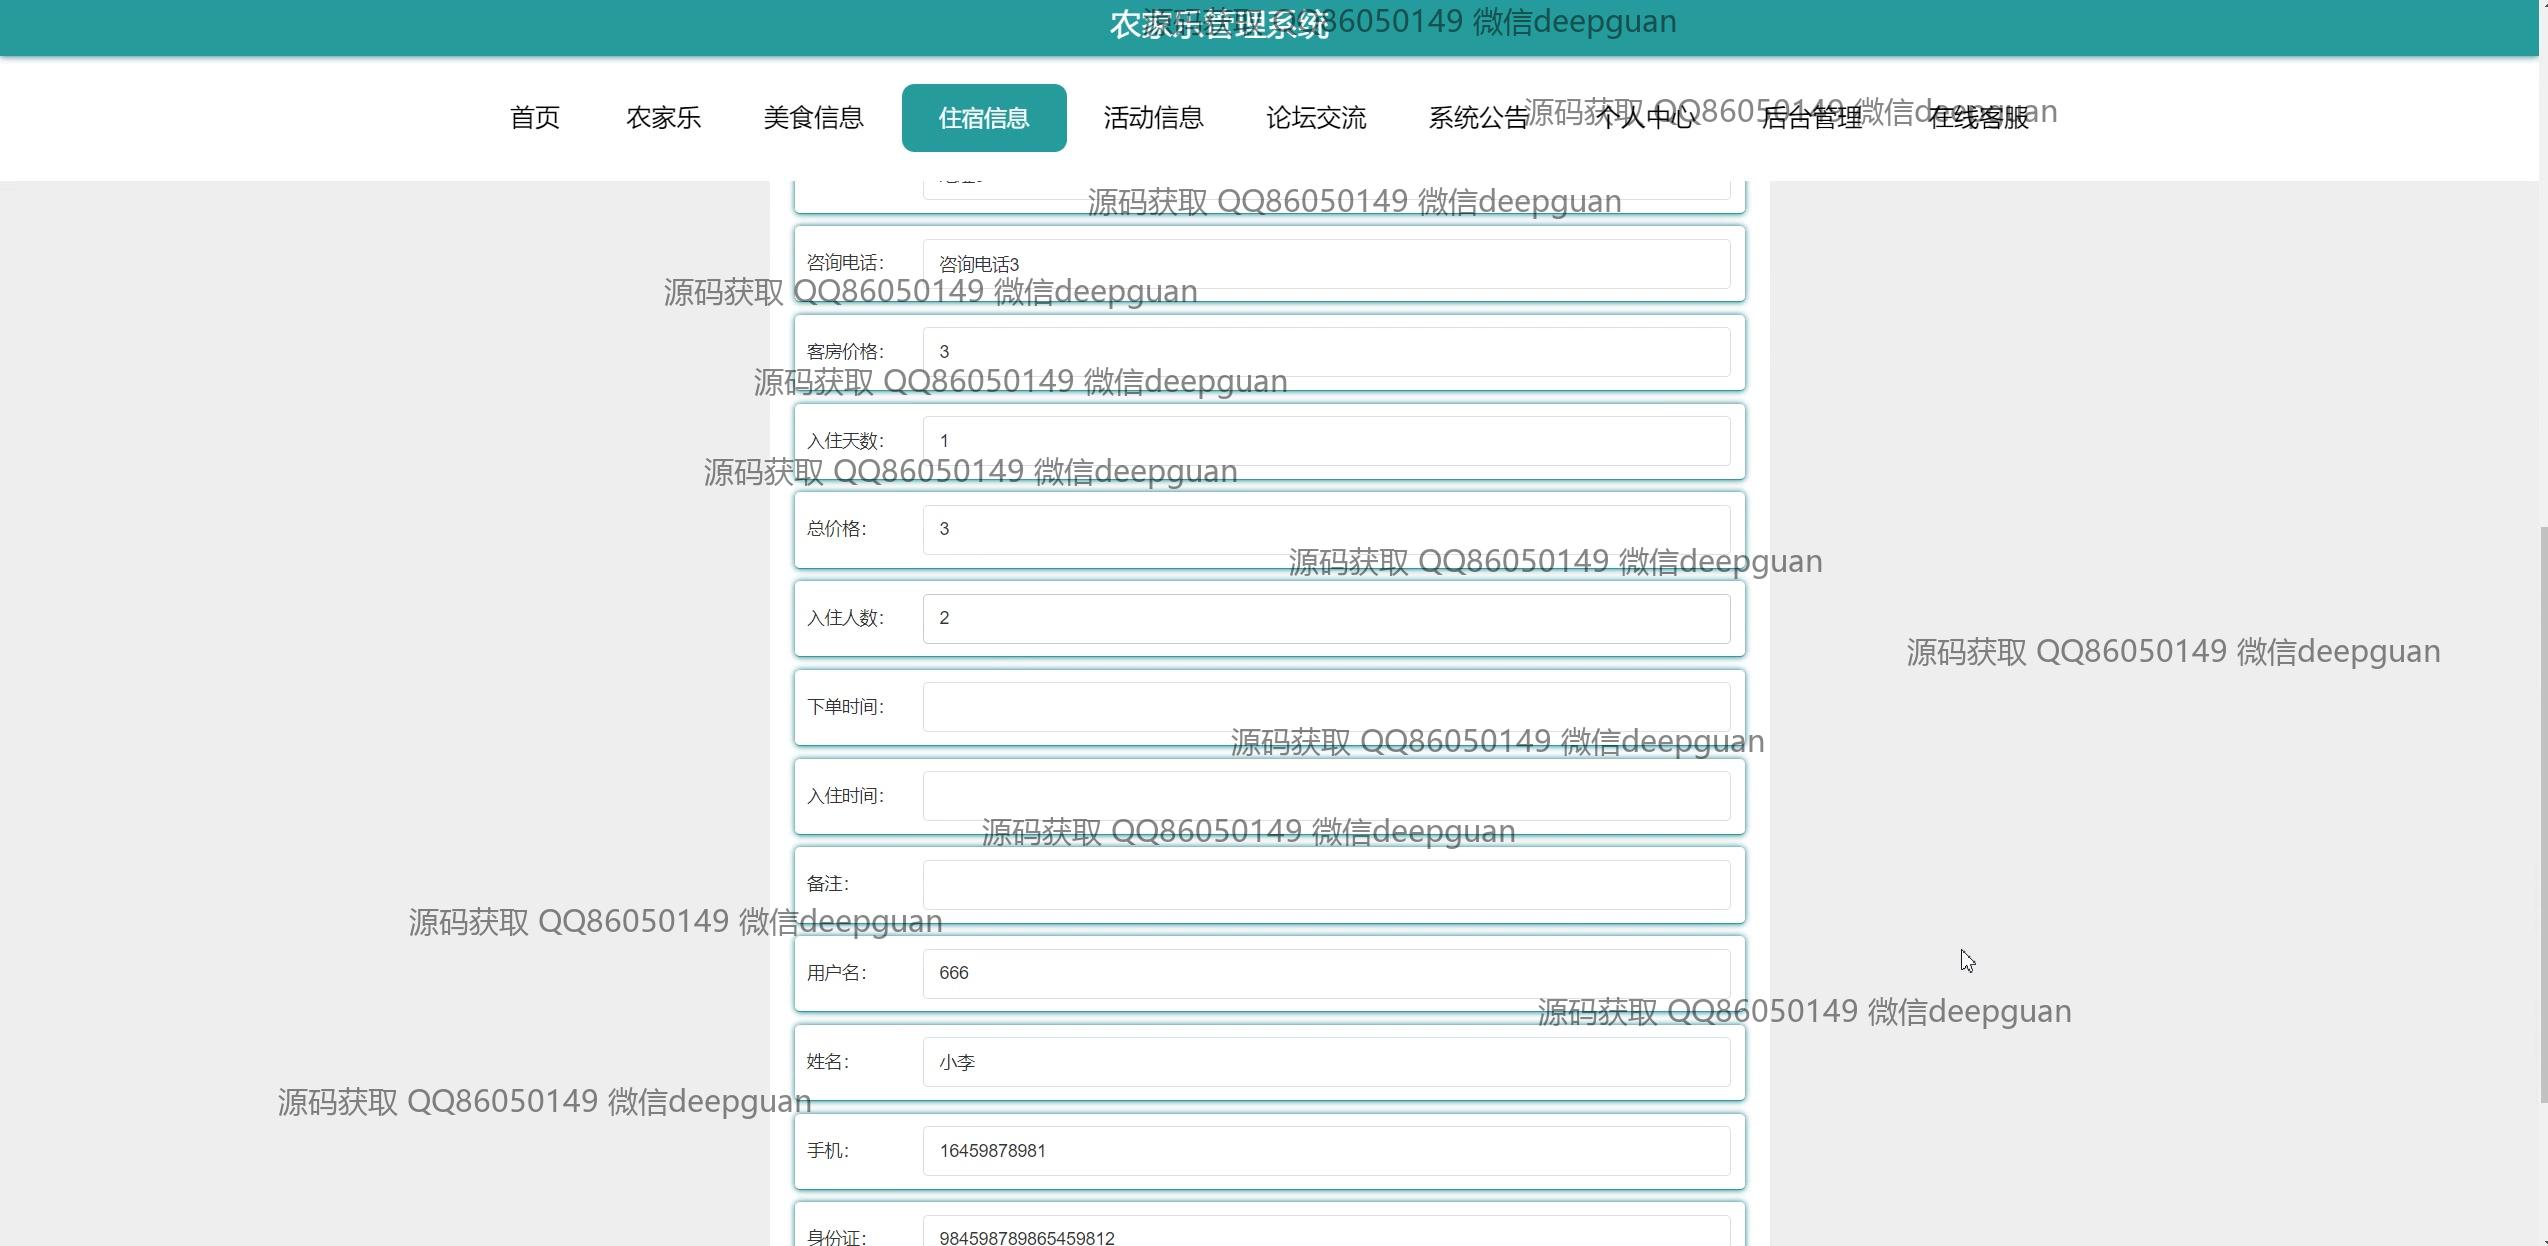 农家乐管理系统
源码获取 QQ86050149 微信deepguan
首页 农家乐 美食信息 住宿信息 活动信息 论坛交流 系统公告 个人中心 后台管理 在线客服
源码获取 QQ86050149 微信deepguan
源码获取 QQ86050149 微信deepguan
咨询电话： 咨询电话3
源码获取 QQ86050149 微信deepguan
客房价格： 3
源码获取 QQ86050149 微信deepguan
入住天数： 1
源码获取 QQ86050149 微信deepguan
总价格： 3
源码获取 QQ86050149 微信deepguan
入住人数： 2
源码获取 QQ86050149 微信deepguan
下单时间：
源码获取 QQ86050149 微信deepguan
入住时间：
源码获取 QQ86050149 微信deepguan
备注：
源码获取 QQ86050149 微信deepguan
用户名： 666
源码获取 QQ86050149 微信deepguan
姓名： 小李
源码获取 QQ86050149 微信deepguan
手机： 16459878981
身份证： 984598789865459812